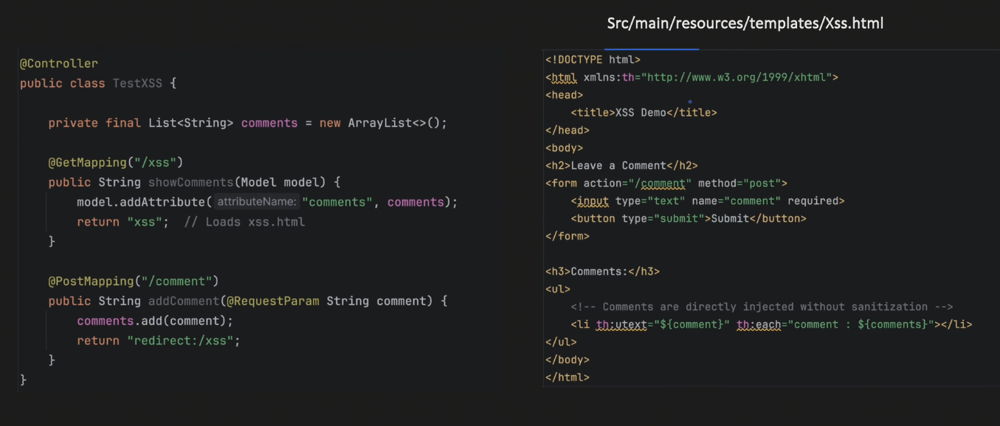 Src/main/resources/templates/Xss.html
@Controller
public class TestXSS {
private final List<String> comments = new ArrayList<>();
@GetMapping("/xss")
public String showComments(Model model) {
model.addAttribute( attributeName: "comments", comments);
return "xss";  // Loads xss.html
}
@PostMapping("/comment")
public String addComment(@RequestParam String comment) {
comments.add(comment);
return "redirect:/xss";
}
}
<!DOCTYPE html>
<html xmlns:th="http://www.w3.org/1999/xhtml">
<head>
<title>XSS Demo</title>
</head>
<body>
<h2>Leave a Comment</h2>
<form action="/comment" method="post">
<input type="text" name="comment" required>
<button type="submit">Submit</button>
</form>
<h3>Comments:</h3>
<ul>
<!-- Comments are directly injected without sanitization -->
<li th:utext="${comment}" th:each="comment : ${comments}"></li>
</ul>
</body>
</html>